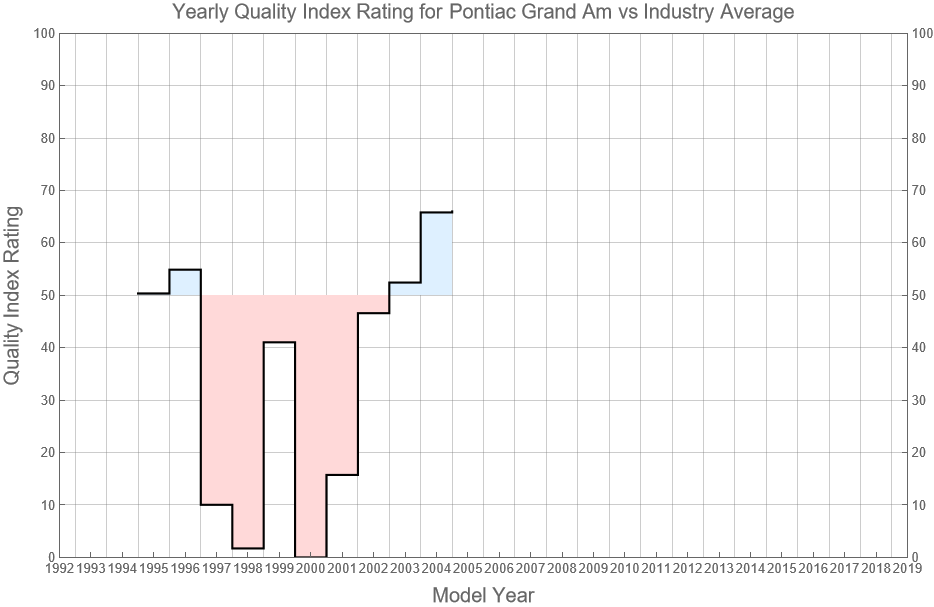 Yearly Quality Index Rating for Pontiac Grand Am vs Industry Average
100 100
90 90
80 80
70 70
60 60
50 50
40 40
30 30
20 20
10 10
0 0
Quality Index Rating
1992 1993 1994 1995 1996 1997 1998 1999 2000 2001 2002 2003 2004 2005 2006 2007 2008 2009 2010 2011 2012 2013 2014 2015 2016 2017 2018 2019
Model Year